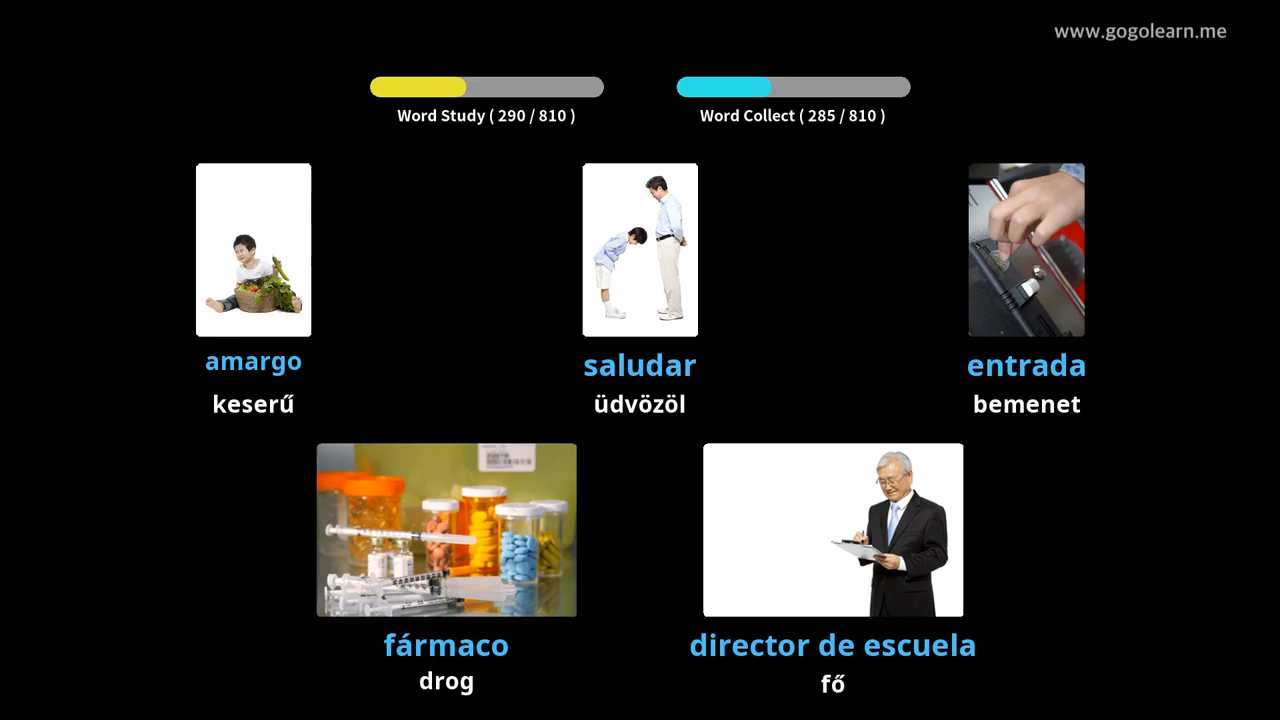 www.gogolearn.me
Word Study ( 290 / 810 )
Word Collect ( 285 / 810 )
amargo
keserű
saludar
üdvözöl
entrada
bemenet
fármaco
drog
director de escuela
fő